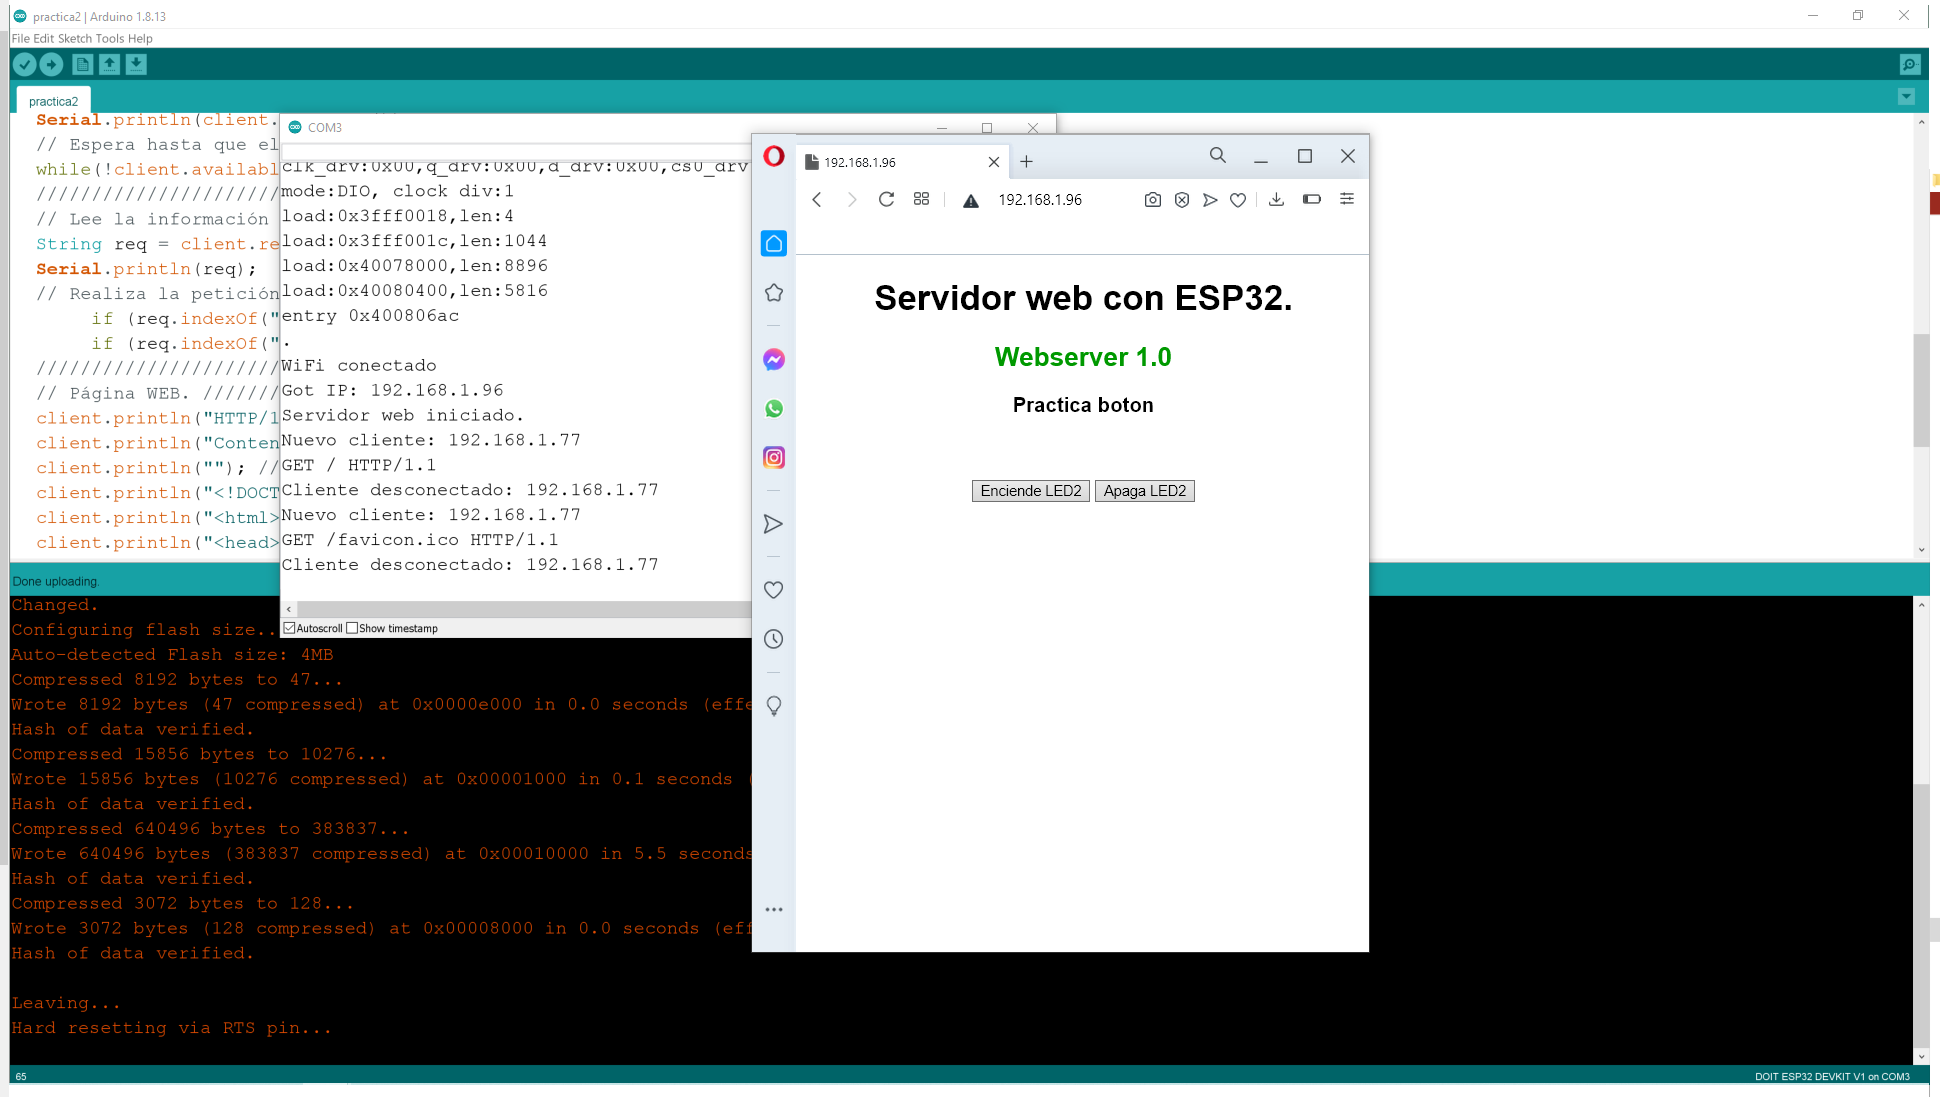 practica2 | Arduino 1.8.13
File Edit Sketch Tools Help
practica2
Serial.println(client.
// Espera hasta que el
while(!client.availabl
//////////////////////
// Lee la información
String req = client.re
Serial.println(req);
// Realiza la petición
if (req.indexOf("
if (req.indexOf("
//////////////////////
// Página WEB. ///////
client.println("HTTP/1
client.println("Conten
client.println(""); //
client.println("<!DOCT
client.println("<html>
client.println("<head>
COM3
clk_drv:0x00,q_drv:0x00,d_drv:0x00,cs0_drv
mode:DIO, clock div:1
load:0x3fff0018,len:4
load:0x3fff001c,len:1044
load:0x40078000,len:8896
load:0x40080400,len:5816
entry 0x400806ac
.
WiFi conectado
Got IP: 192.168.1.96
Servidor web iniciado.
Nuevo cliente: 192.168.1.77
GET / HTTP/1.1
Cliente desconectado: 192.168.1.77
Nuevo cliente: 192.168.1.77
GET /favicon.ico HTTP/1.1
Cliente desconectado: 192.168.1.77
Autoscroll Show timestamp
192.168.1.96
192.168.1.96
Servidor web con ESP32.
Webserver 1.0
Practica boton
Enciende LED2 Apaga LED2
Done uploading.
Changed.
Configuring flash size..
Auto-detected Flash size: 4MB
Compressed 8192 bytes to 47...
Wrote 8192 bytes (47 compressed) at 0x0000e000 in 0.0 seconds (effe
Hash of data verified.
Compressed 15856 bytes to 10276...
Wrote 15856 bytes (10276 compressed) at 0x00001000 in 0.1 seconds (
Hash of data verified.
Compressed 640496 bytes to 383837...
Wrote 640496 bytes (383837 compressed) at 0x00010000 in 5.5 seconds
Hash of data verified.
Compressed 3072 bytes to 128...
Wrote 3072 bytes (128 compressed) at 0x00008000 in 0.0 seconds (eff
Hash of data verified.
Leaving...
Hard resetting via RTS pin...
65
DOIT ESP32 DEVKIT V1 on COM3